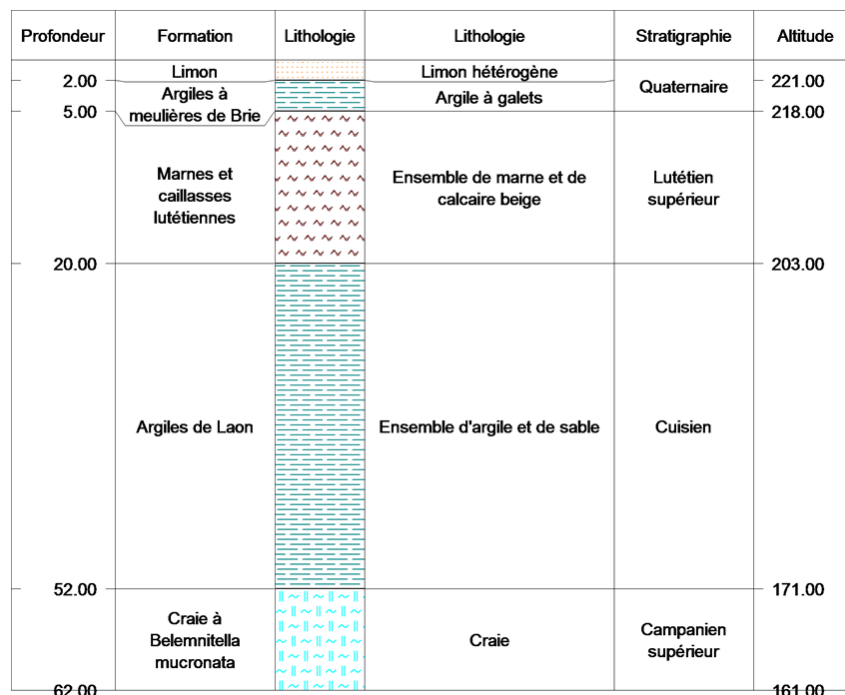 Profondeur Formation Lithologie Lithologie Stratigraphie Altitude
Limon Limon hétérogène
2.00 Quaternaire 221.00
Argiles à
meulières de Brie Argile à galets
5.00 218.00
Marnes et
caillasses
lutétiennes
Ensemble de marne et de
calcaire beige
Lutétien
supérieur
20.00 203.00
Argiles de Laon Ensemble d'argile et de sable Cuisien
52.00 171.00
Craie à
Belemnitella
mucronata
Craie
Campanien
supérieur
62.00 161.00